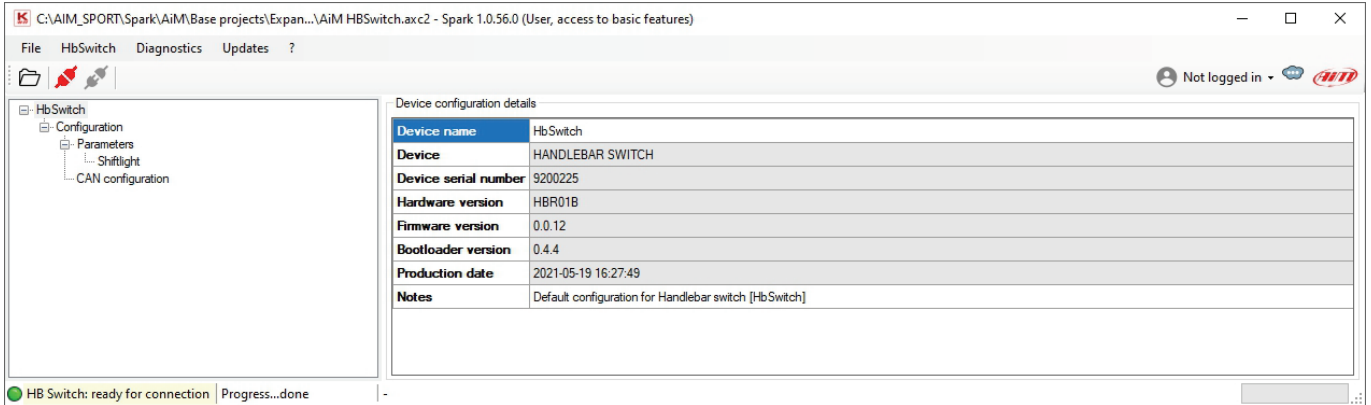 C:\AIM_SPORT\Spark\AiM\Base projects\Expan...\AiM HBSwitch.axc2 - Spark 1.0.56.0 (User, access to basic features)
File HbSwitch Diagnostics Updates ?
Not logged in AiM
HbSwitch
Configuration
Parameters
Shiftlight
CAN configuration
Device configuration details
Device name HbSwitch
Device HANDLEBAR SWITCH
Device serial number 9200225
Hardware version HBR01B
Firmware version 0.0.12
Bootloader version 0.4.4
Production date 2021-05-19 16:27:49
Notes Default configuration for Handlebar switch [HbSwitch]
HB Switch: ready for connection Progress...done -